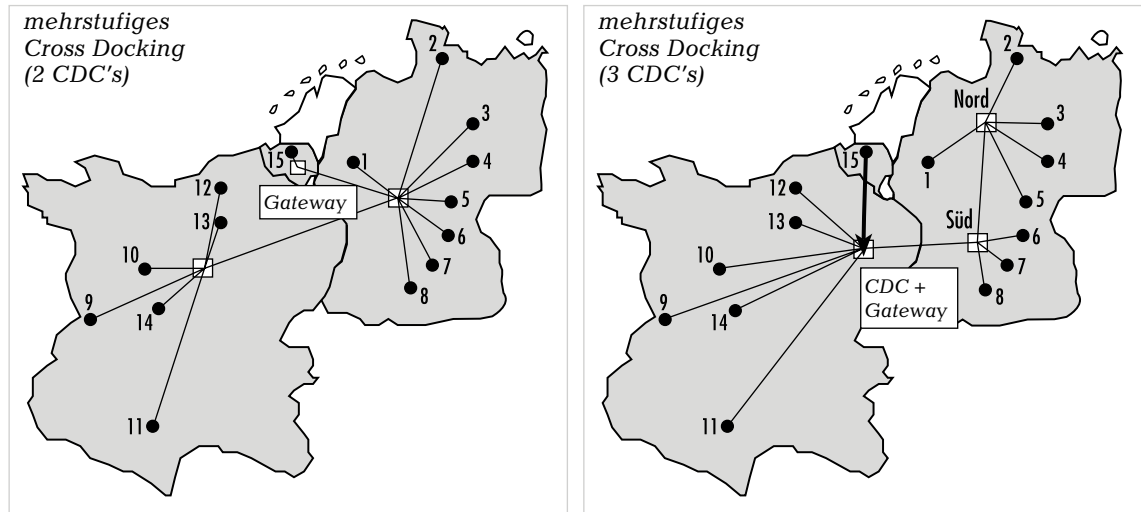 mehrstufiges
Cross Docking
(2 CDC's)
2
3
15
1
4
12
Gateway
5
13
6
10
7
8
9
14
11
mehrstufiges
Cross Docking
(3 CDC's)
2
Nord
3
15
4
1
12
5
13
Süd
6
10
7
CDC +
Gateway
8
9
14
11